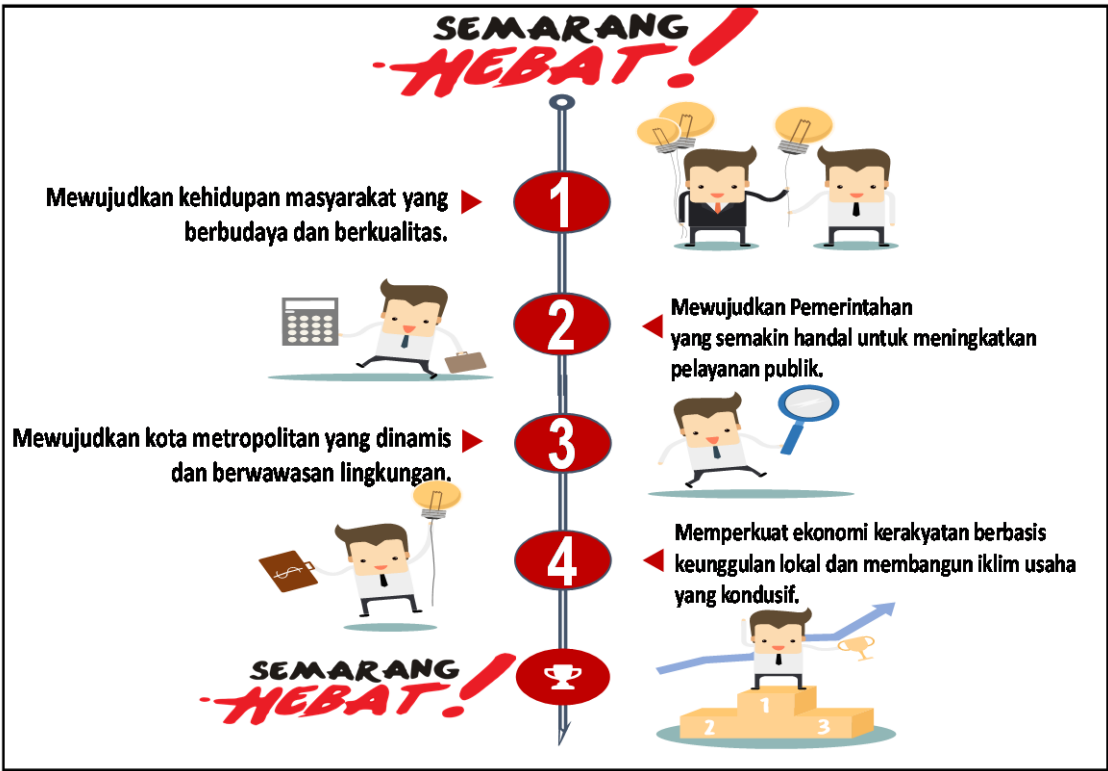 SEMARANG
HEBAT!
1
Mewujudkan kehidupan masyarakat yang
berbudaya dan berkualitas.
2
Mewujudkan Pemerintahan
yang semakin handal untuk meningkatkan
pelayanan publik.
3
Mewujudkan kota metropolitan yang dinamis
dan berwawasan lingkungan.
4
Memperkuat ekonomi kerakyatan berbasis
keunggulan lokal dan membangun iklim usaha
yang kondusif.
SEMARANG
HEBAT!
1
2
3